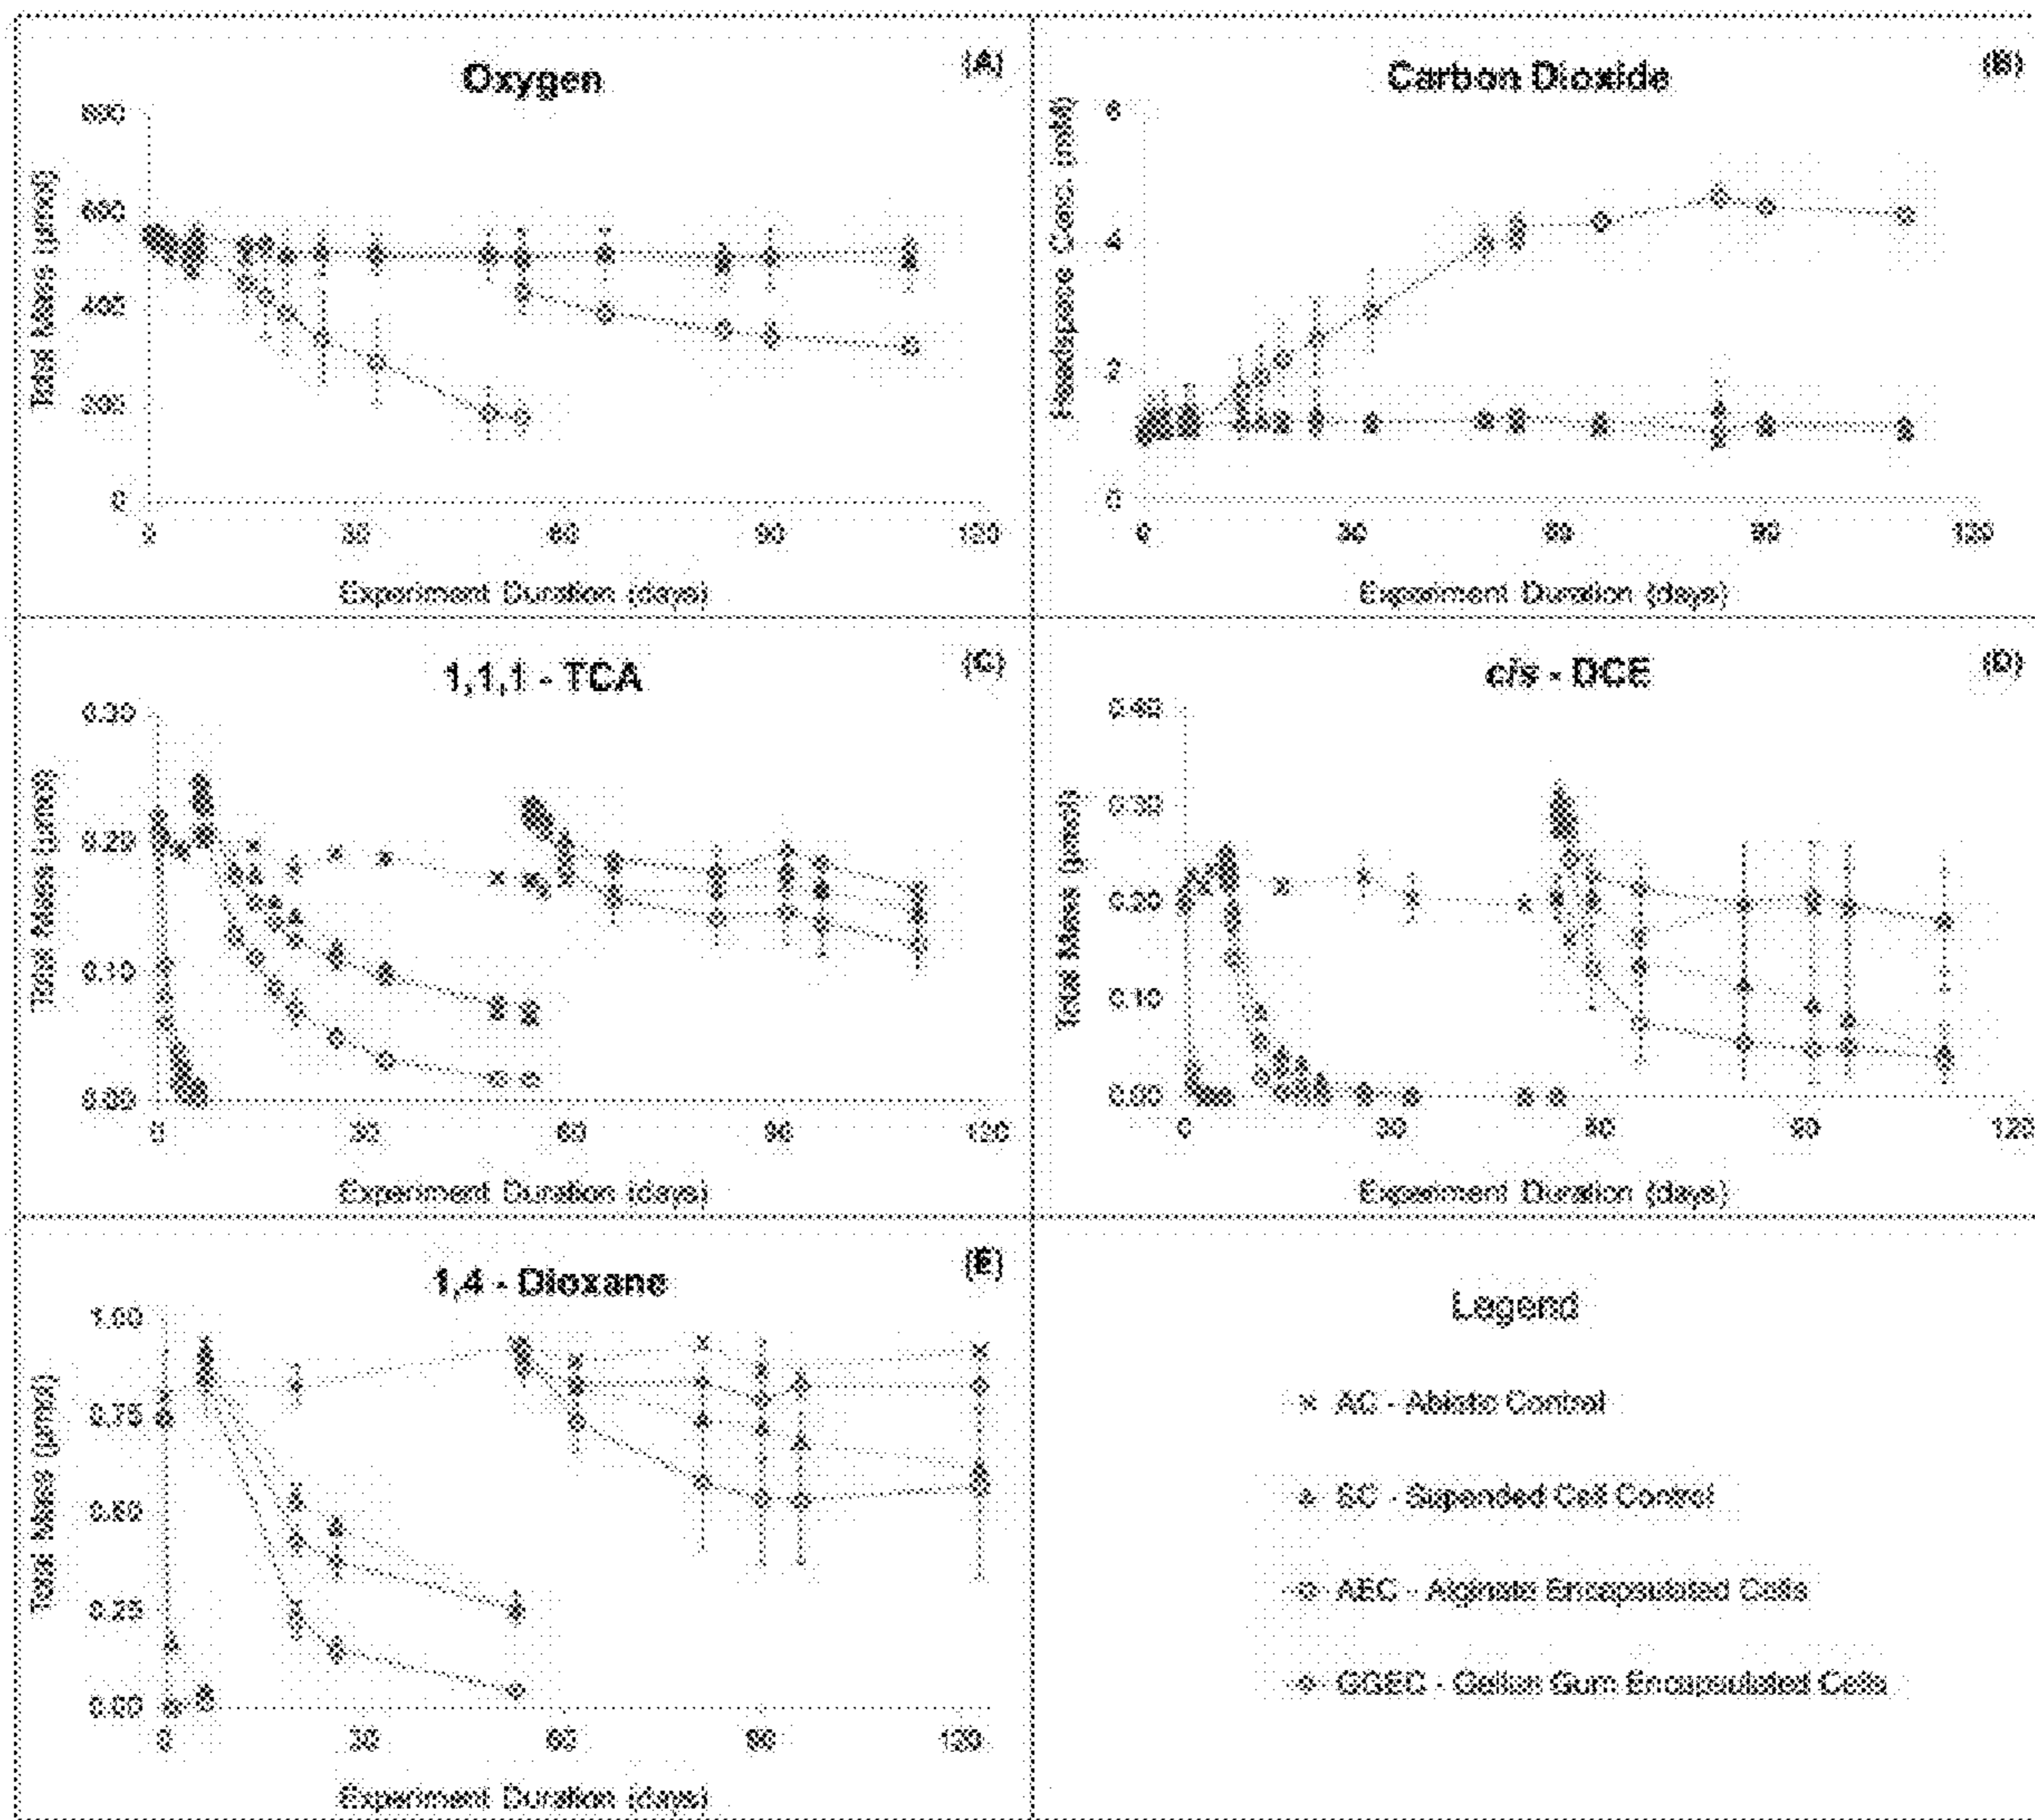 Oxygen
(A)
800
600
400
200
0
0 30 60 90 120
Total Mass (µmol)
Experiment Duration (days)
Carbon Dioxide
(B)
6
4
2
0
0 30 60 90 120
Headspace Conc. (mM)
Experiment Duration (days)
1,1,1 - TCA
(C)
0.30
0.20
0.10
0.00
0 30 60 90 120
Total Mass (µmol)
Experiment Duration (days)
cis - DCE
(D)
0.40
0.30
0.20
0.10
0.00
0 30 60 90 120
Total Mass (µmol)
Experiment Duration (days)
1,4 - Dioxane
(E)
1.00
0.75
0.50
0.25
0.00
0 30 60 90 120
Total Mass (µmol)
Experiment Duration (days)
Legend
AC - Abiotic Control
SC - Supended Cell Control
AEC - Alginate Encapsulated Cells
GGEC - Gellan Gum Encapsulated Cells